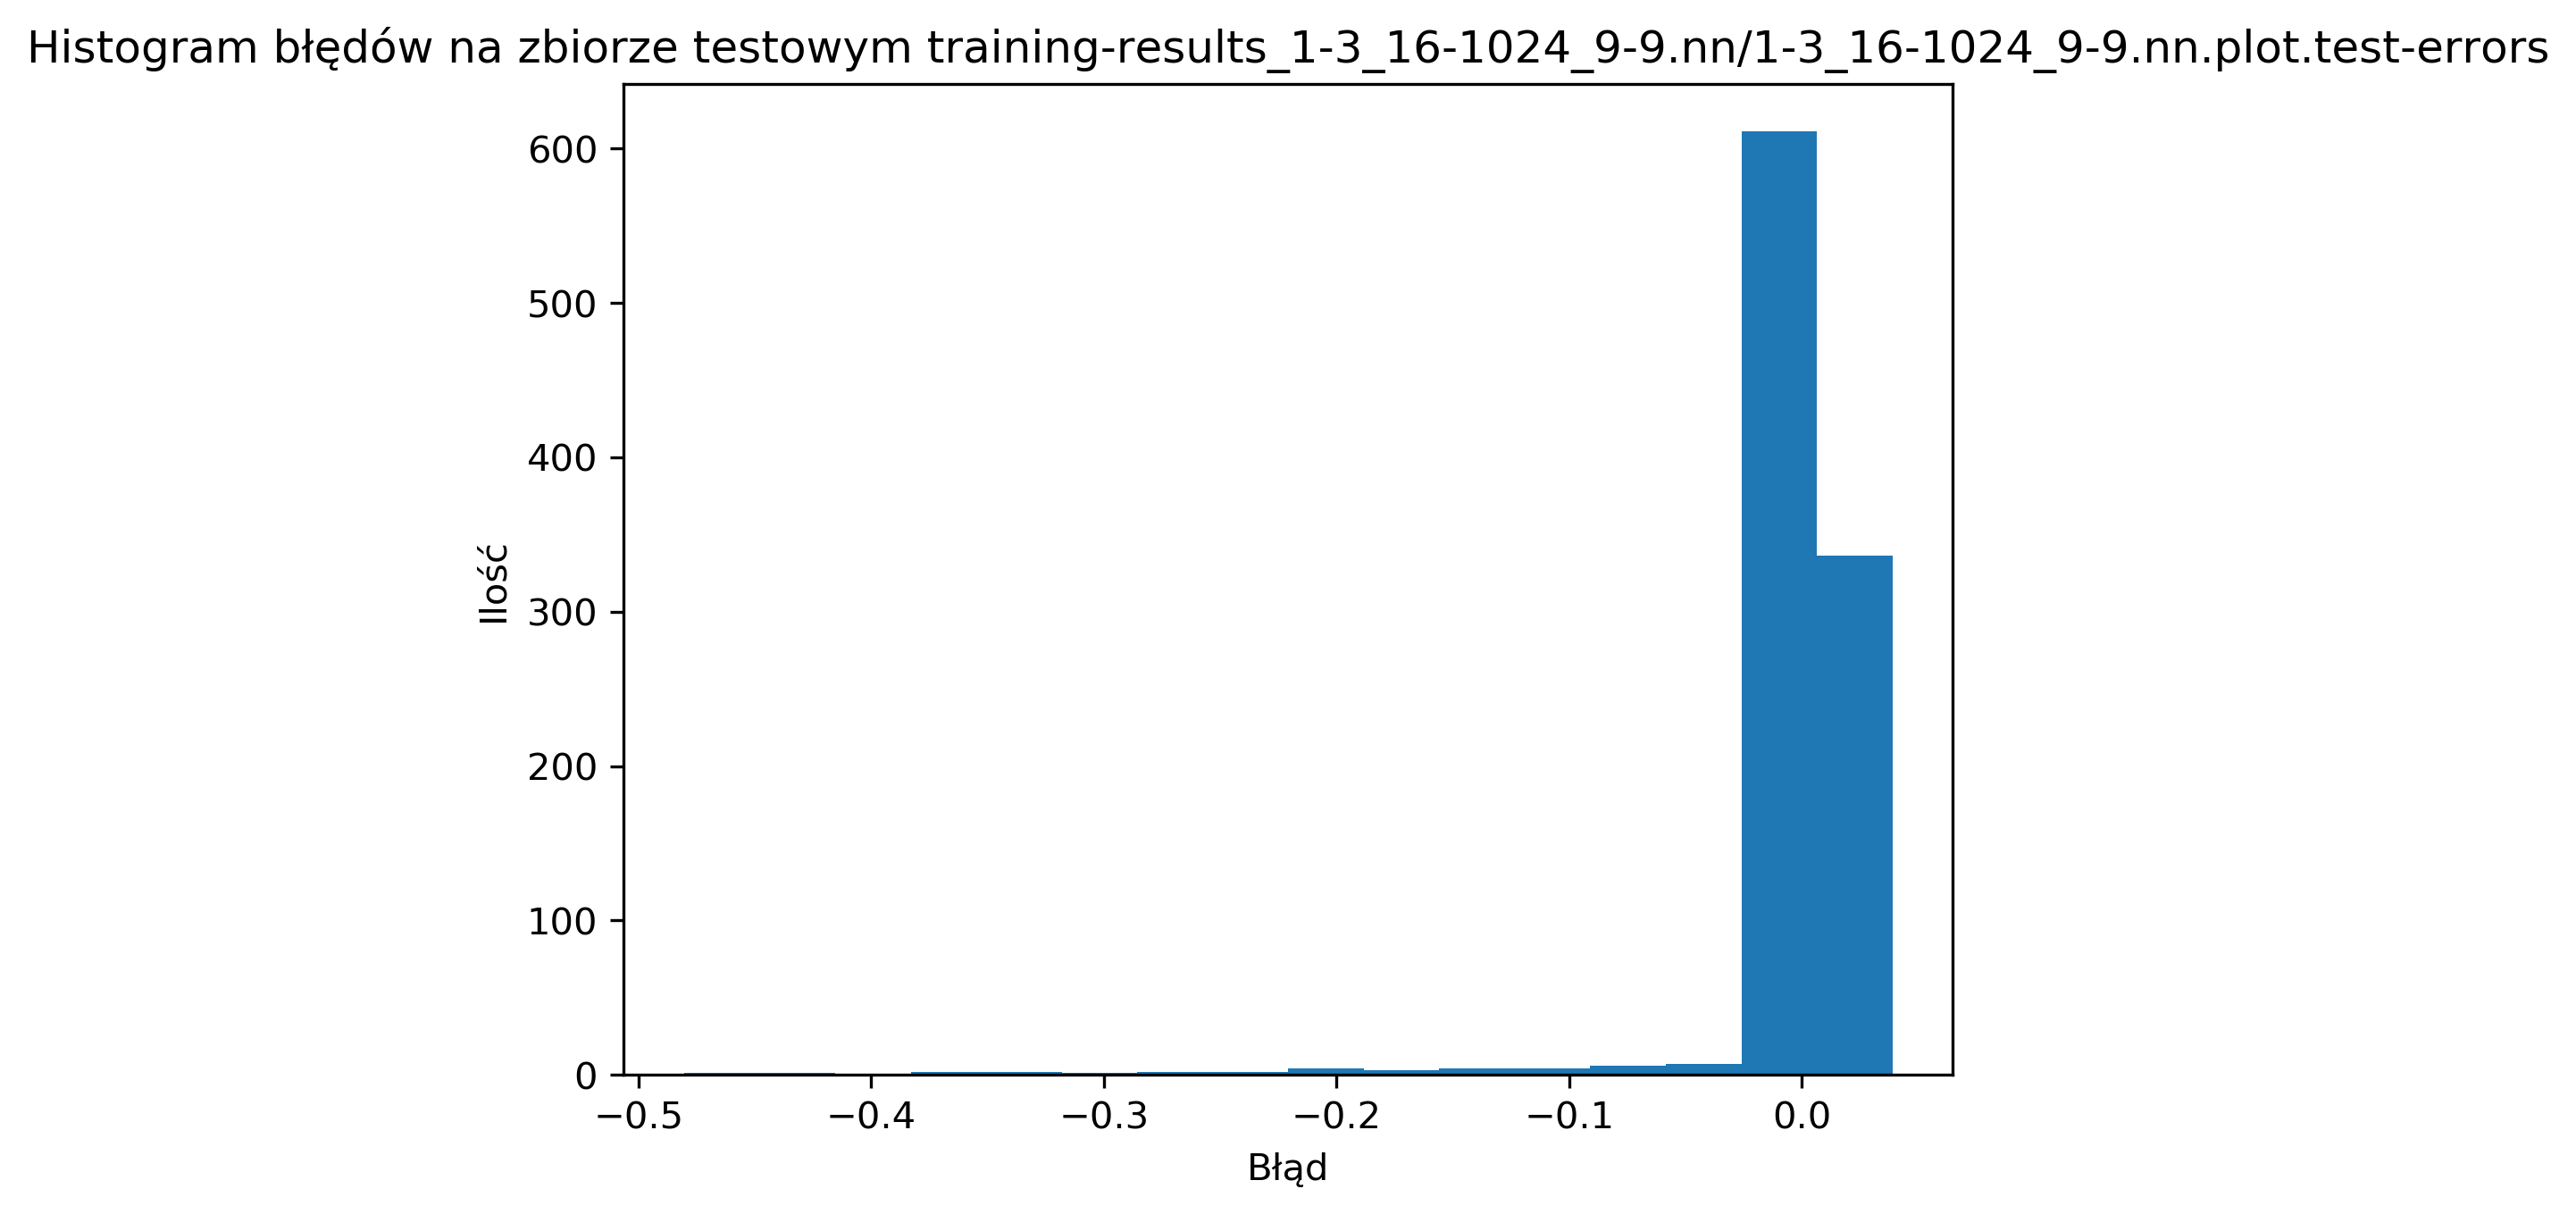 Histogram błędów na zbiorze testowym training-results_1-3_16-1024_9-9.nn/1-3_16-1024_9-9.nn.plot.test-errors
600
500
400
300
200
100
0
Ilość
−0.5 −0.4 −0.3 −0.2 −0.1 0.0
Błąd